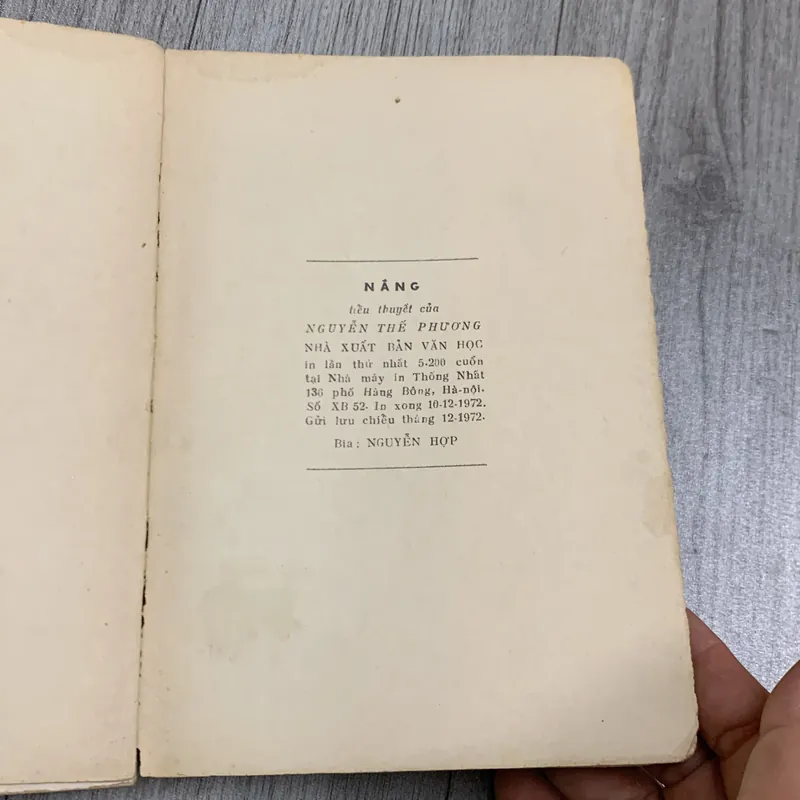 NẮNG
tiểu thuyết của
NGUYỄN THẾ PHƯƠNG
NHÀ XUẤT BẢN VĂN HỌC
in lần thứ nhất 5.200 cuốn
tại Nhà máy in Thống Nhất
136 phố Hàng Bông, Hà-nội.
Số XB 52. In xong 10-12-1972.
Gửi lưu chiểu tháng 12-1972.
Bìa: NGUYỄN HỢP